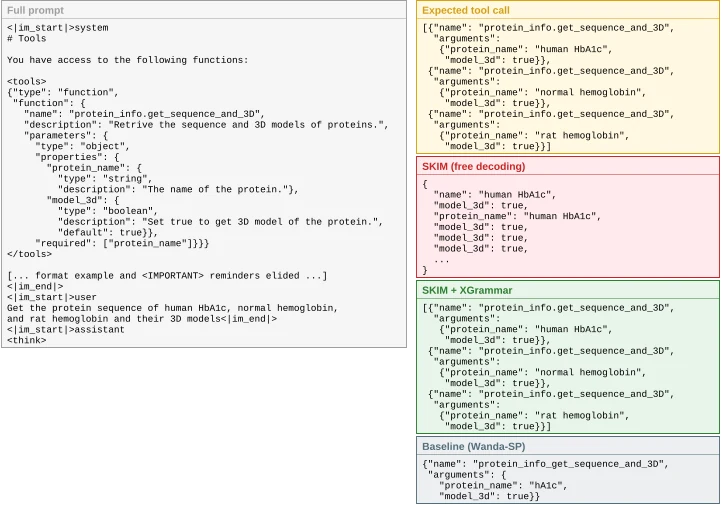 Full prompt
<|im_start|>system
# Tools

You have access to the following functions:

<tools>
{"type": "function",
 "function": {
   "name": "protein_info.get_sequence_and_3D",
   "description": "Retrive the sequence and 3D models of proteins.",
   "parameters": {
     "type": "object",
     "properties": {
       "protein_name": {
         "type": "string",
         "description": "The name of the protein."},
       "model_3d": {
         "type": "boolean",
         "description": "Set true to get 3D model of the protein.",
         "default": true}},
     "required": ["protein_name"]}}}
</tools>

[... format example and <IMPORTANT> reminders elided ...]
<|im_end|>
<|im_start|>user
Get the protein sequence of human HbA1c, normal hemoglobin,
and rat hemoglobin and their 3D models<|im_end|>
<|im_start|>assistant
<think>
Expected tool call
[{"name": "protein_info.get_sequence_and_3D",
  "arguments":
   {"protein_name": "human HbA1c",
    "model_3d": true}},
 {"name": "protein_info.get_sequence_and_3D",
  "arguments":
   {"protein_name": "normal hemoglobin",
    "model_3d": true}},
 {"name": "protein_info.get_sequence_and_3D",
  "arguments":
   {"protein_name": "rat hemoglobin",
    "model_3d": true}}]
SKIM (free decoding)
{
  "name": "human HbA1c",
  "model_3d": true,
  "protein_name": "human HbA1c",
  "model_3d": true,
  "model_3d": true,
  "model_3d": true,
  ...
}
SKIM + XGrammar
[{"name": "protein_info.get_sequence_and_3D",
  "arguments":
   {"protein_name": "human HbA1c",
    "model_3d": true}},
 {"name": "protein_info.get_sequence_and_3D",
  "arguments":
   {"protein_name": "normal hemoglobin",
    "model_3d": true}},
 {"name": "protein_info.get_sequence_and_3D",
  "arguments":
   {"protein_name": "rat hemoglobin",
    "model_3d": true}}]
Baseline (Wanda-SP)
{"name": "protein_info_get_sequence_and_3D",
 "arguments": {
   "protein_name": "hA1c",
   "model_3d": true}}